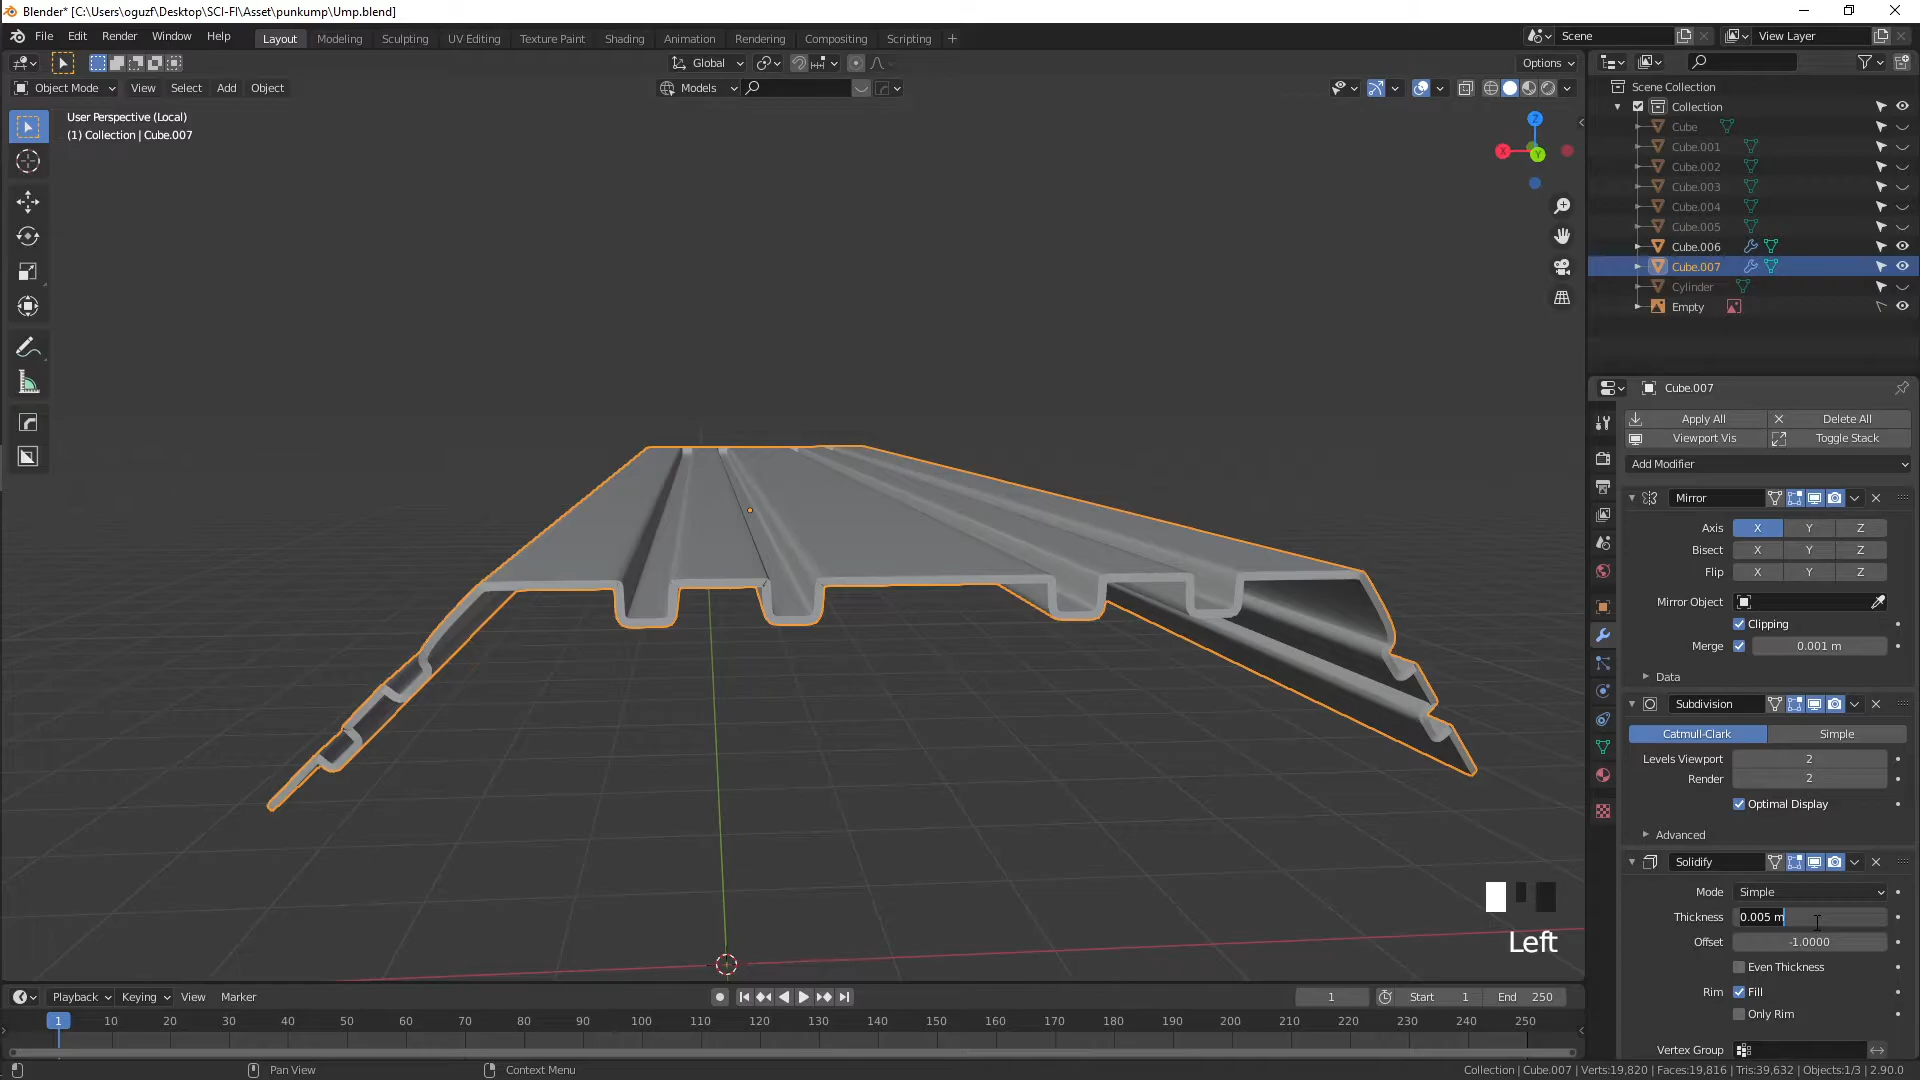 Blender* [C:\Users\oguzf\Desktop\SCI-FI\Asset\punkump\Ump.blend]
File Edit Render Window Help
Layout Modeling Sculpting UV Editing Texture Paint Shading Animation Rendering Compositing Scripting
Scene View Layer
Global Options
Object Mode View Select Add Object Models
User Perspective (Local)
(1) Collection | Cube.007
Z
X
Y
Scene Collection
Collection
Cube
Cube.001
Cube.002
Cube.003
Cube.004
Cube.005
Cube.006
Cube.007
Cylinder
Empty
Cube.007
Apply All Delete All
Viewport Vis Toggle Stack
Add Modifier
Mirror
Axis X Y Z
Bisect X Y Z
Flip X Y Z
Mirror Object
Clipping
Merge 0.001 m
Data
Subdivision
Catmull-Clark Simple
Levels Viewport 2
Render 2
Optimal Display
Advanced
Solidify
Mode Simple
Thickness 0.005 m
Offset -1.0000
Even Thickness
Rim Fill
Only Rim
Vertex Group
Left
Playback Keying View Marker
1 Start 1 End 250
1 10 20 30 40 50 60 70 80 90 100 110 120 130 140 150 160 170 180 190 200 210 220 230 240 250
Pan View Context Menu
Collection | Cube.007 | Verts:19,820 | Faces:19,816 | Tris:39,632 | Objects:1/3 | 2.90.0